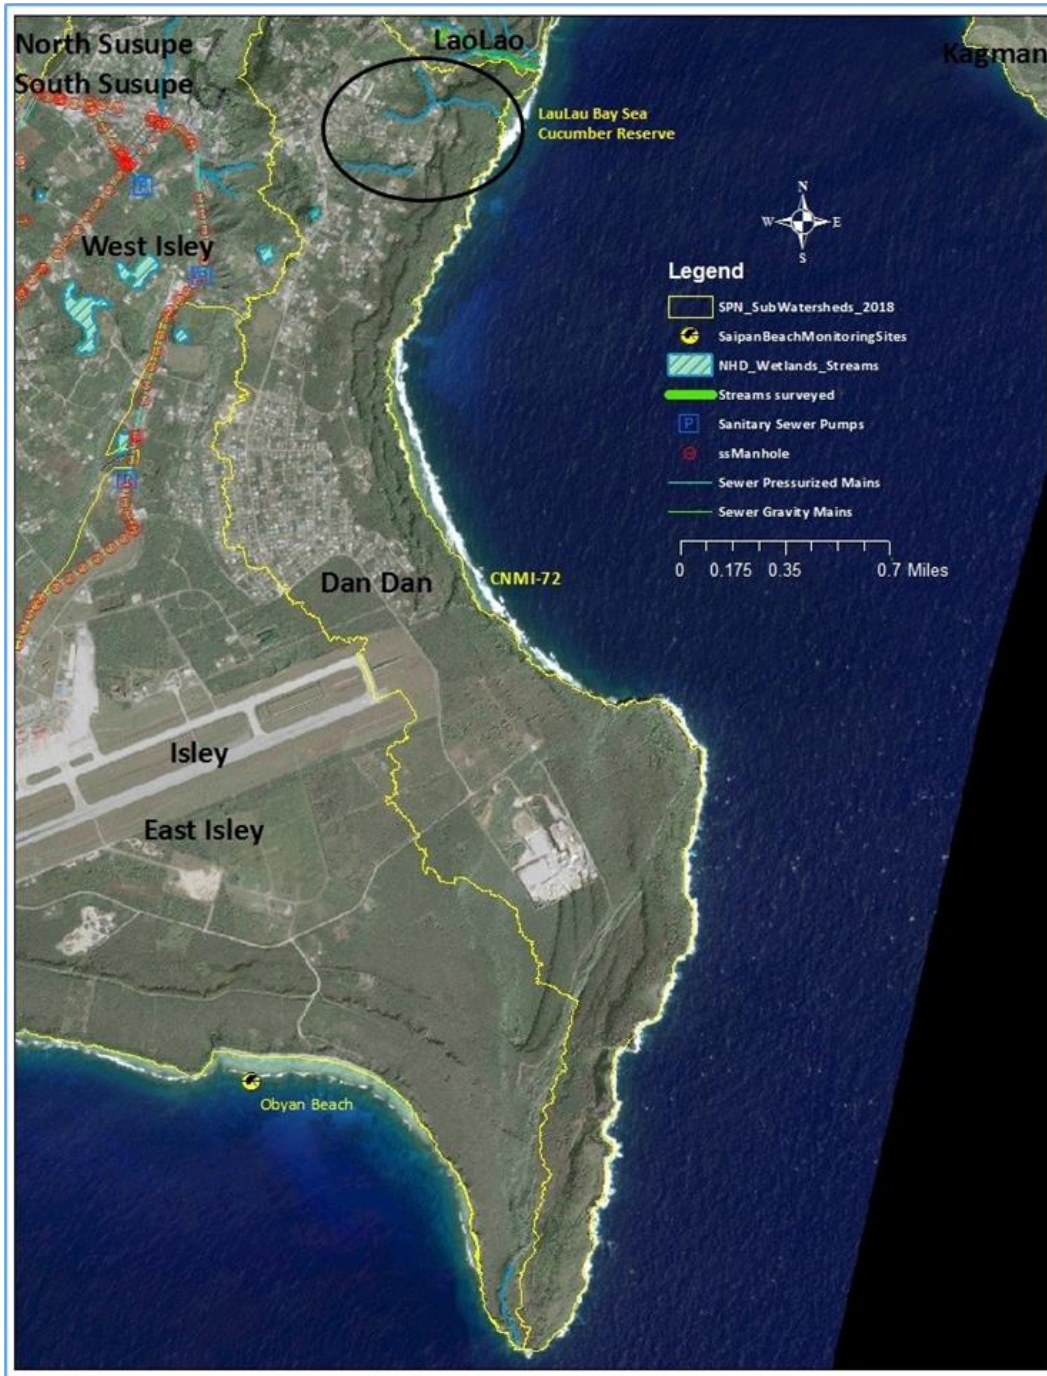 North Susupe
South Susupe
LaoLao
Kagman
LauLau Bay Sea
Cucumber Reserve
West Isley
N
W
E
S
Legend
SPN_SubWatersheds_2018
SaipanBeachMonitoringSites
NHD_Wetlands_Streams
Streams surveyed
P
Sanitary Sewer Pumps
ssManhole
Sewer Pressurized Mains
Sewer Gravity Mains
0 0.175 0.35 0.7 Miles
Dan Dan
CNMI-72
Isley
East Isley
Obyan Beach